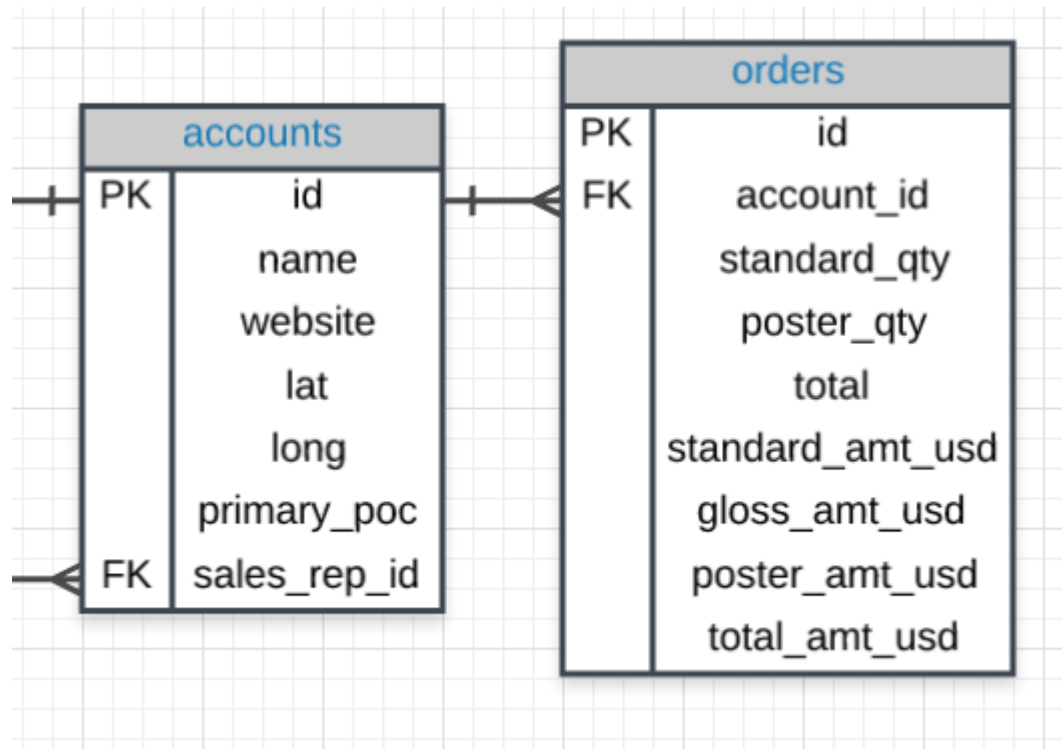 accounts
PK id
name
website
lat
long
primary_poc
FK sales_rep_id
orders
PK id
FK account_id
standard_qty
poster_qty
total
standard_amt_usd
gloss_amt_usd
poster_amt_usd
total_amt_usd